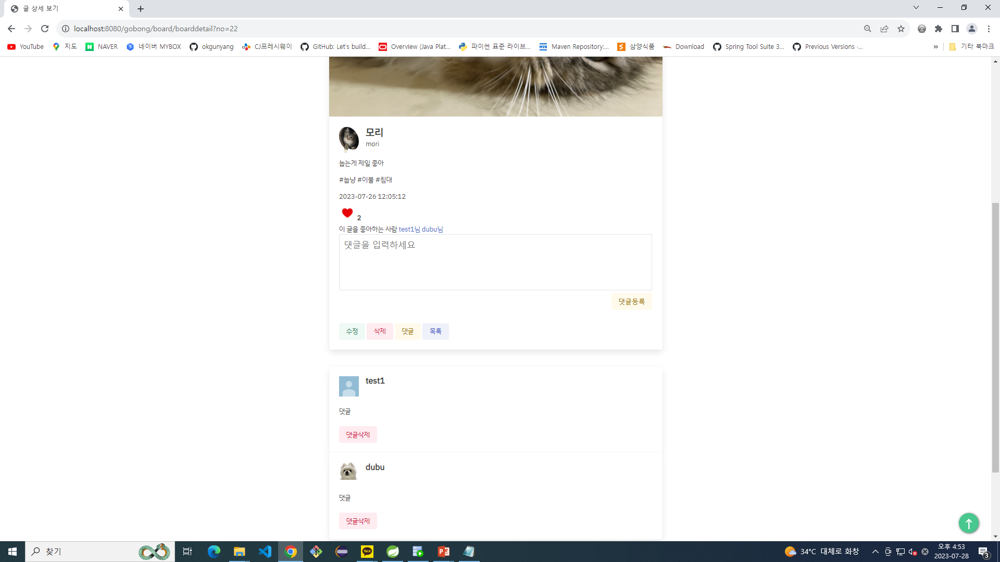 글 상세 보기
localhost:8080/gobong/board/boarddetail?no=22
YouTube 지도 NAVER 네이버 MYBOX okgunyang CJ프레시웨이 GitHub: Let's build... Overview (Java Plat... 파이썬 표준 라이브... Maven Repository:... 삼양식품 Download Spring Tool Suite 3... Previous Versions ·... » 기타 북마크
모리
mori
눕는게 제일 좋아
#눕냥 #이불 #침대
2023-07-26 12:05:12
2
이 글을 좋아하는 사람 test1님 dubu님
댓글을 입력하세요
댓글등록
수정 삭제 댓글 목록
test1
댓글
댓글삭제
dubu
댓글
댓글삭제
찾기
TALK
34°C 대체로 화창
오후 4:53
2023-07-28
3